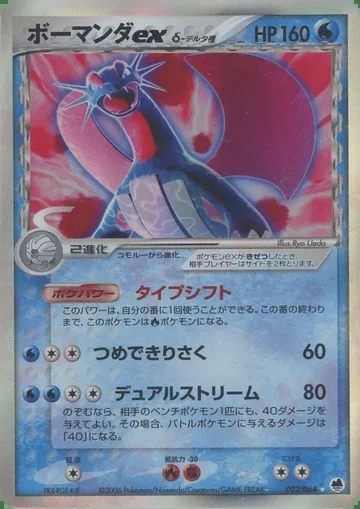 ボーマンダex δ-デルタ種 HP160
Illus.Ryo Ueda
2進化 コモルーから進化
ポケモンexがきぜつしたとき、
相手プレイヤーはサイドを2枚とります。
ポケパワー タイプシフト
このパワーは、自分の番に1回使うことができる。この番の終わり
まで、このポケモンは ポケモンになる。
つめできりさく 60
デュアルストリーム 80
のぞむなら、相手のベンチポケモン1匹にも、40ダメージを
与えてよい。その場合、バトルポケモンに与えるダメージは40
になる。
弱点 抵抗力 -30 にげる
©2006 Pokémon/Nintendo/Creatures/GAME FREAK. 022/068